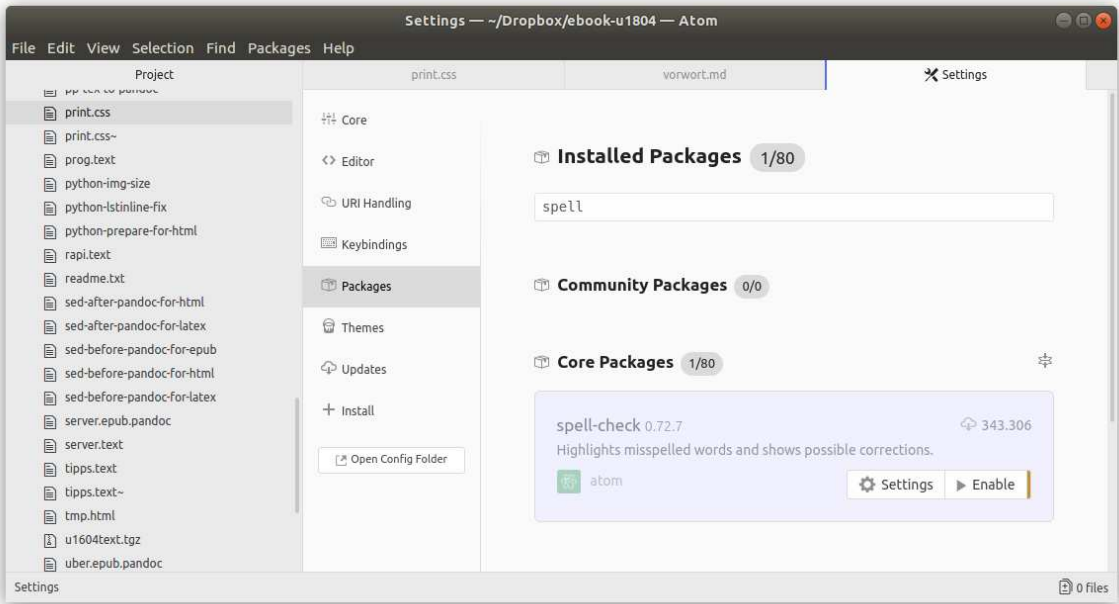 Settings — ~/Dropbox/ebook-u1804 — Atom
File Edit View Selection Find Packages Help
Project
print.css
vorwort.md
Settings
pp-tex-to-pandoc
print.css
print.css~
prog.text
python-img-size
python-lstinline-fix
python-prepare-for-html
rapi.text
readme.txt
sed-after-pandoc-for-html
sed-after-pandoc-for-latex
sed-before-pandoc-for-epub
sed-before-pandoc-for-html
sed-before-pandoc-for-latex
server.epub.pandoc
server.text
tipps.text
tipps.text~
tmp.html
u1604text.tgz
uber.epub.pandoc
Core
Editor
URI Handling
Keybindings
Packages
Themes
Updates
Install
Open Config Folder
Installed Packages 1/80
spell
Community Packages 0/0
Core Packages 1/80
spell-check 0.72.7 343.306
Highlights misspelled words and shows possible corrections.
atom
Settings Enable
Settings
0 files